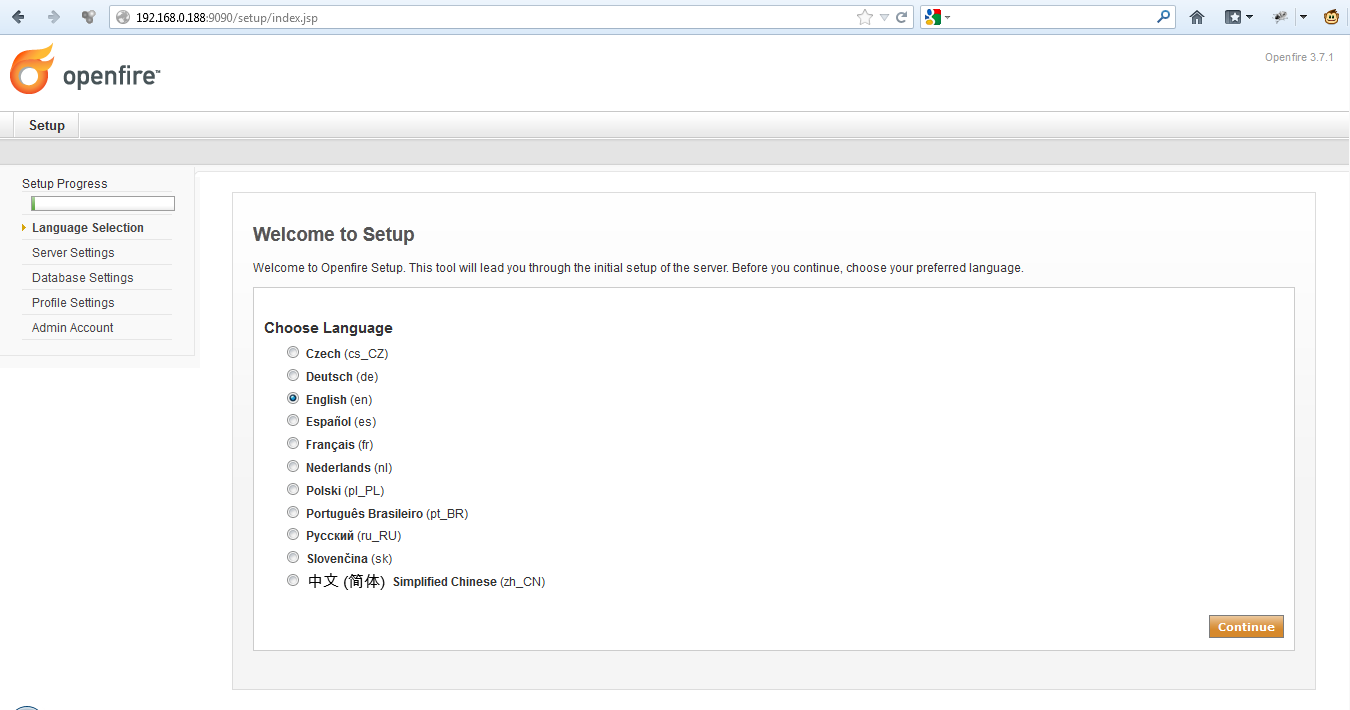 192.168.0.188:9090/setup/index.jsp
openfire™
Openfire 3.7.1
Setup
Setup Progress
Language Selection
Server Settings
Database Settings
Profile Settings
Admin Account
Welcome to Setup
Welcome to Openfire Setup. This tool will lead you through the initial setup of the server. Before you continue, choose your preferred language.
Choose Language
Czech (cs_CZ)
Deutsch (de)
English (en)
Español (es)
Français (fr)
Nederlands (nl)
Polski (pl_PL)
Português Brasileiro (pt_BR)
Русский (ru_RU)
Slovenčina (sk)
中文 (简体) Simplified Chinese (zh_CN)
Continue